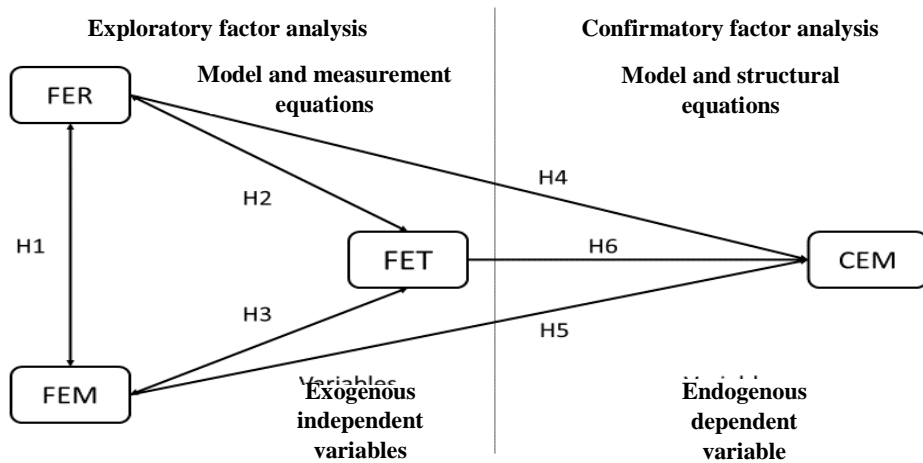 Exploratory factor analysis
Confirmatory factor analysis
Model and measurement
equations
Model and structural
equations
FER
H4
H2
H1
FET
H6
CEM
H3
H5
FEM
Exogenous
independent
variables
Endogenous
dependent
variable